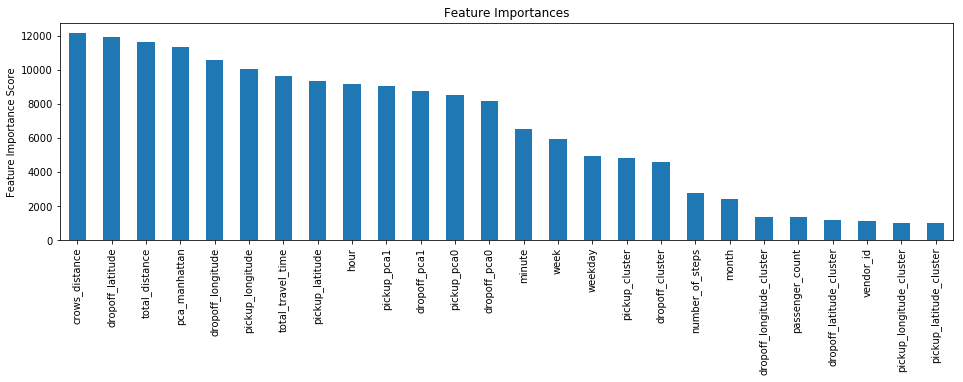 Feature Importances
Feature Importance Score
12000
10000
8000
6000
4000
2000
0
crows_distance
dropoff_latitude
total_distance
pca_manhattan
dropoff_longitude
pickup_longitude
total_travel_time
pickup_latitude
hour
pickup_pca1
dropoff_pca1
pickup_pca0
dropoff_pca0
minute
week
weekday
pickup_cluster
dropoff_cluster
number_of_steps
month
dropoff_longitude_cluster
passenger_count
dropoff_latitude_cluster
vendor_id
pickup_longitude_cluster
pickup_latitude_cluster